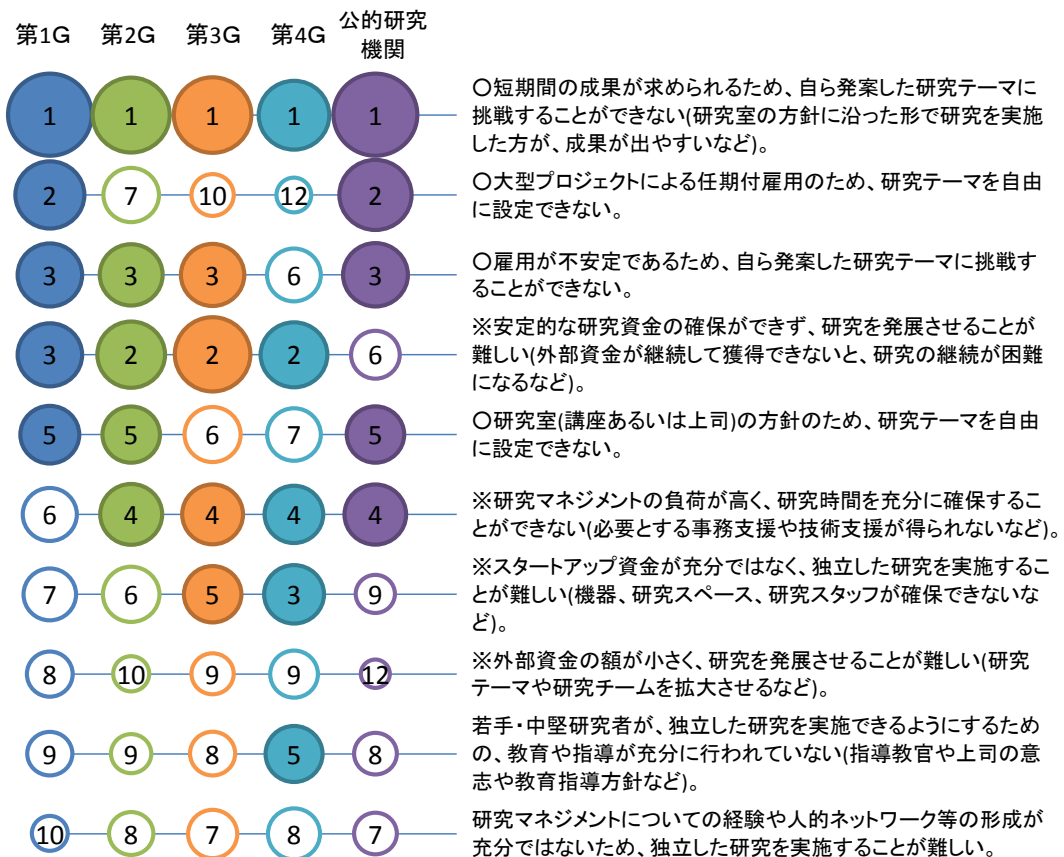 第1G 第2G 第3G 第4G 公的研究
機関
1 1 1 1 1
〇短期間の成果が求められるため、自ら発案した研究テーマに
挑戦することができない(研究室の方針に沿った形で研究を実施
した方が、成果が出やすいなど)。
2 7 10 12 2
〇大型プロジェクトによる任期付雇用のため、研究テーマを自由
に設定できない。
3 3 3 6 3
〇雇用が不安定であるため、自ら発案した研究テーマに挑戦す
ることができない。
3 2 2 2 6
※安定的な研究資金の確保ができず、研究を発展させることが
難しい(外部資金が継続して獲得できないと、研究の継続が困難
になるなど)。
5 5 6 7 5
〇研究室(講座あるいは上司)の方針のため、研究テーマを自由
に設定できない。
6 4 4 4 4
※研究マネジメントの負荷が高く、研究時間を充分に確保するこ
とができない(必要とする事務支援や技術支援が得られないなど)。
7 6 5 3 9
※スタートアップ資金が充分ではなく、独立した研究を実施するこ
とが難しい(機器、研究スペース、研究スタッフが確保できないな
ど)。
8 10 9 9 12
※外部資金の額が小さく、研究を発展させることが難しい(研究
テーマや研究チームを拡大させるなど)。
9 9 8 5 8
若手・中堅研究者が、独立した研究を実施できるようにするため
の、教育や指導が充分に行われていない(指導教官や上司の意
志や教育指導方針など)。
10 8 7 8 7
研究マネジメントについての経験や人的ネットワーク等の形成が
充分ではないため、独立した研究を実施することが難しい。